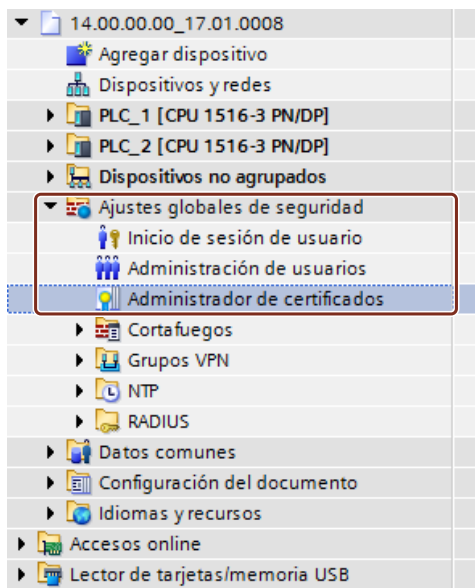 14.00.00.00_17.01.0008
Agregar dispositivo
Dispositivos y redes
PLC_1 [CPU 1516-3 PN/DP]
PLC_2 [CPU 1516-3 PN/DP]
Dispositivos no agrupados
Ajustes globales de seguridad
Inicio de sesión de usuario
Administración de usuarios
Administrador de certificados
Cortafuegos
Grupos VPN
NTP
RADIUS
Datos comunes
Configuración del documento
Idiomas y recursos
Accesos online
Lector de tarjetas/memoria USB